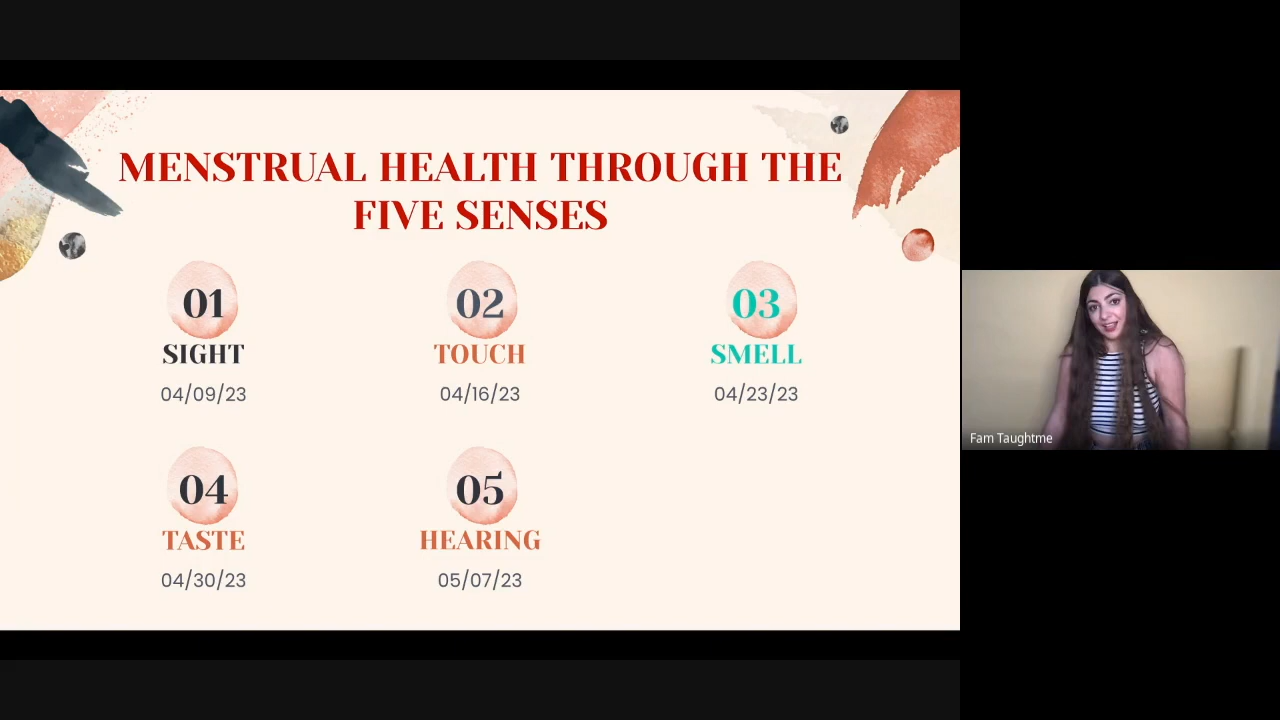 MENSTRUAL HEALTH THROUGH THE
FIVE SENSES
01
SIGHT
04/09/23
02
TOUCH
04/16/23
03
SMELL
04/23/23
04
TASTE
04/30/23
05
HEARING
05/07/23
Fam Taughtme